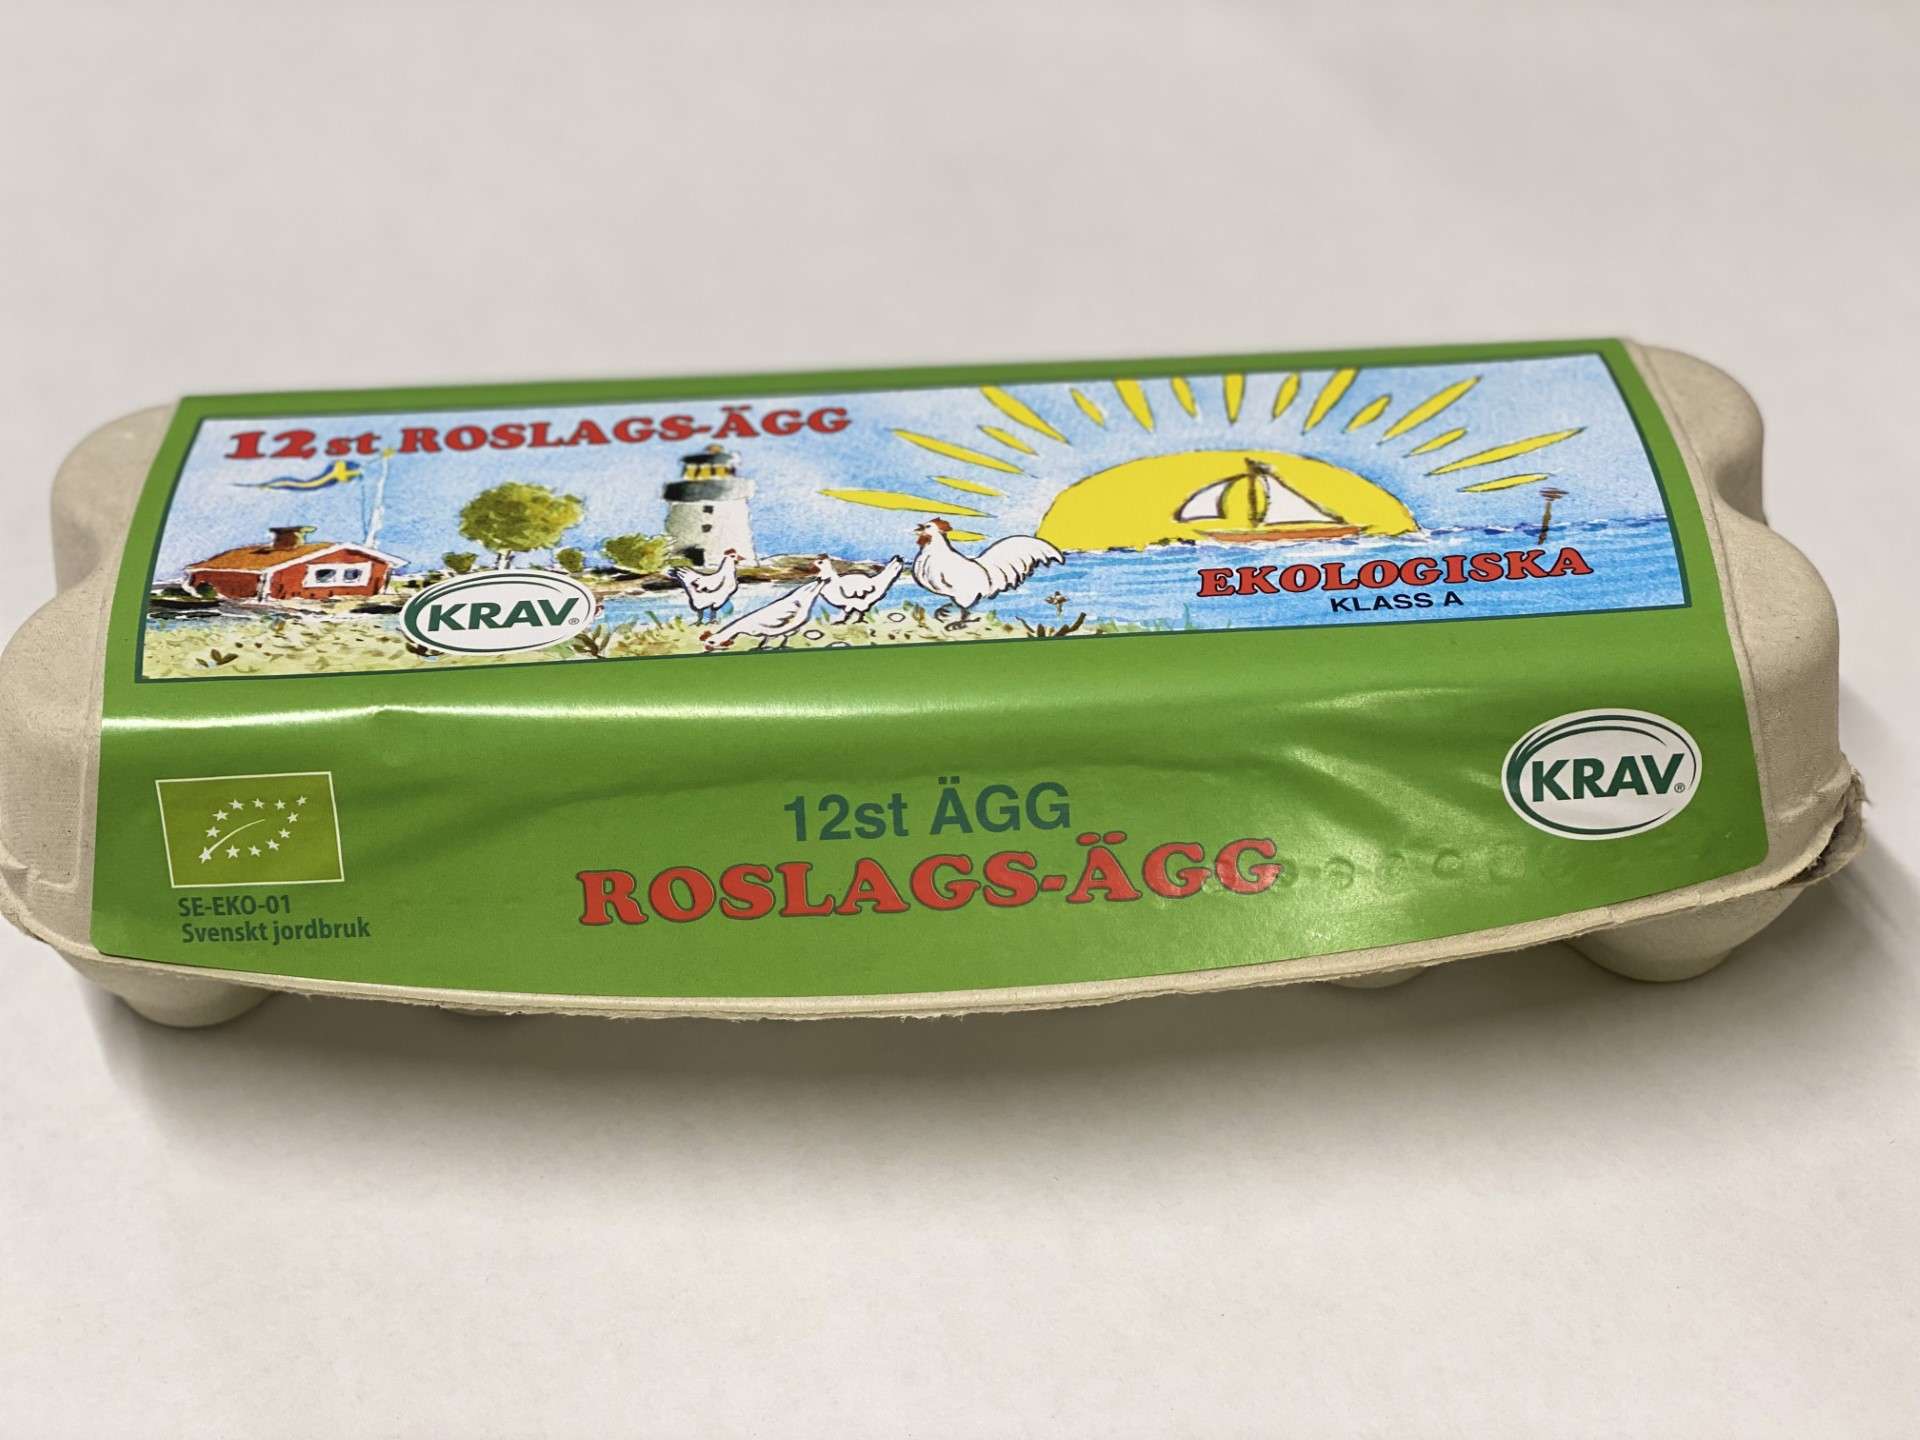 12st ROSLAGS-ÄGG
KRAV®
EKOLOGISKA
KLASS A
KRAV®
12st ÄGG
ROSLAGS-ÄGG
SE-EKO-01
Svenskt jordbruk